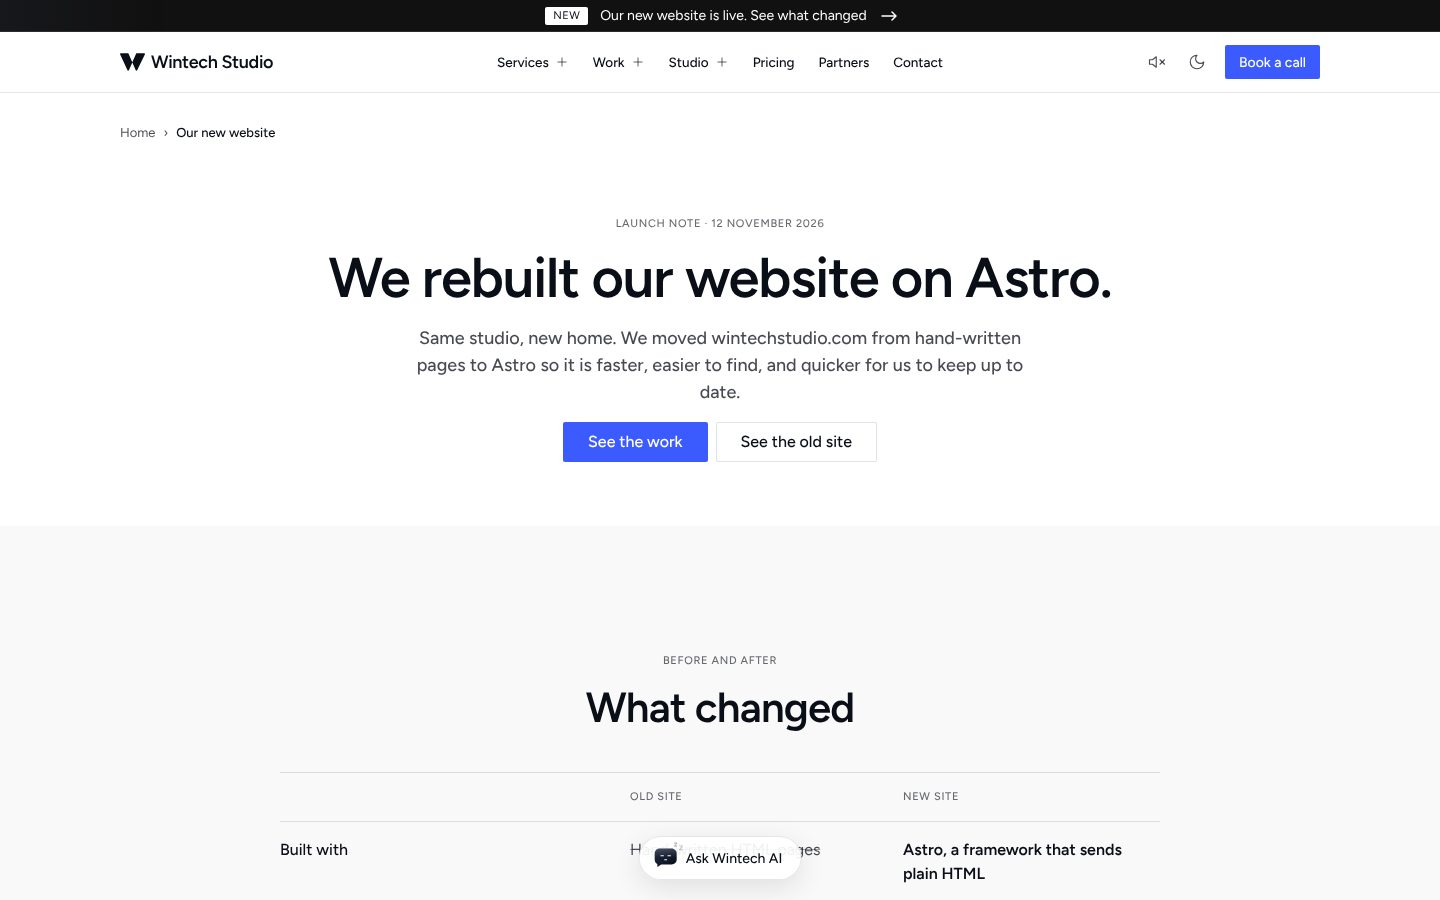 NEW Our new website is live. See what changed →
Wintech Studio
Services + Work + Studio + Pricing Partners Contact
Book a call
Home › Our new website
LAUNCH NOTE · 12 NOVEMBER 2026
We rebuilt our website on Astro.
Same studio, new home. We moved wintechstudio.com from hand-written
pages to Astro so it is faster, easier to find, and quicker for us to keep up to
date.
See the work See the old site
BEFORE AND AFTER
What changed
OLD SITE NEW SITE
Built with
Astro, a framework that sends
plain HTML
Ask Wintech AI